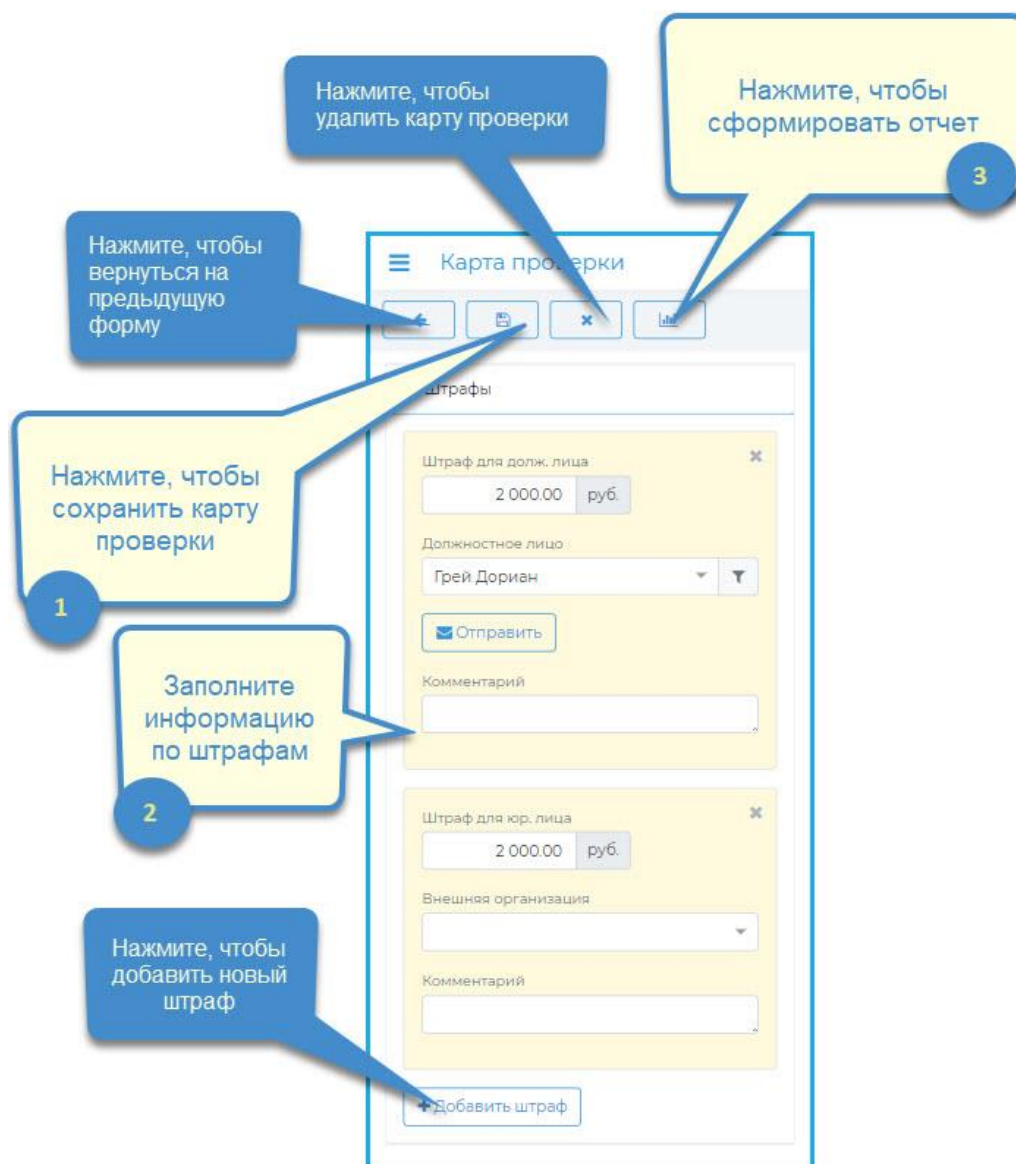 Нажмите, чтобы
удалить карту проверки
Нажмите, чтобы
сформировать отчет
3
Нажмите, чтобы
вернуться на
предыдущую
форму
Карта проверки
Штрафы
Нажмите, чтобы
сохранить карту
проверки
1
Штраф для долж. лица
2 000.00 руб.
Должностное лицо
Грей Дориан
Отправить
Комментарий
Заполните
информацию
по штрафам
2
Штраф для юр. лица
2 000.00 руб.
Внешняя организация
Комментарий
Нажмите, чтобы
добавить новый
штраф
Добавить штраф